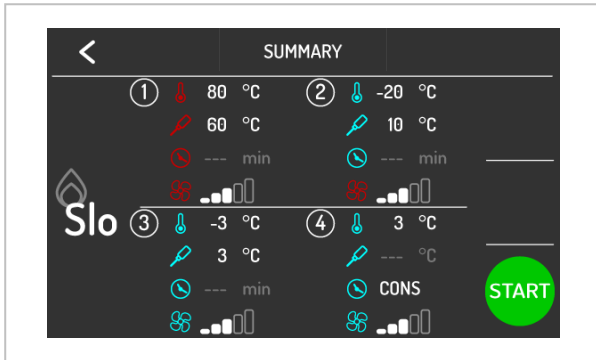 SUMMARY
1 80 °C 2 -20 °C
60 °C 10 °C
--- min --- min
Slo
3 -3 °C 4 3 °C
3 °C --- °C
--- min CONS
START